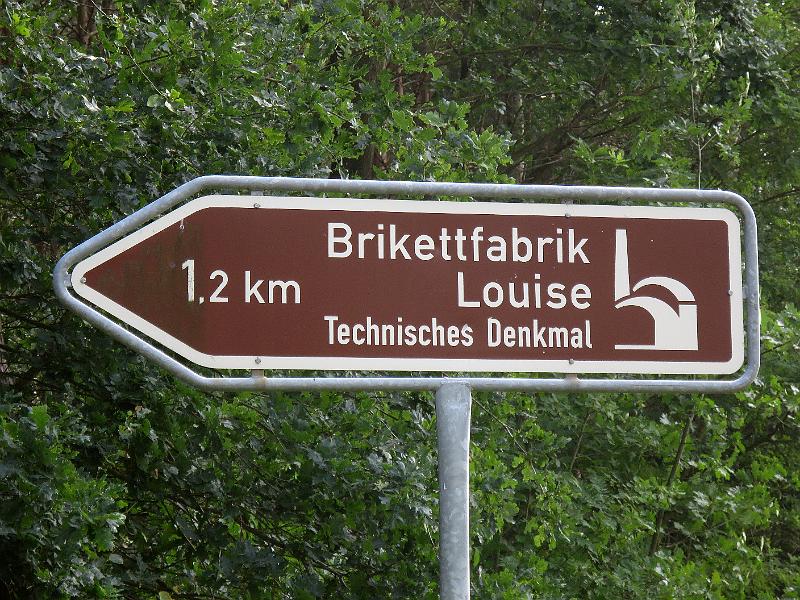 Brikettfabrik
1,2 km Louise
Technisches Denkmal